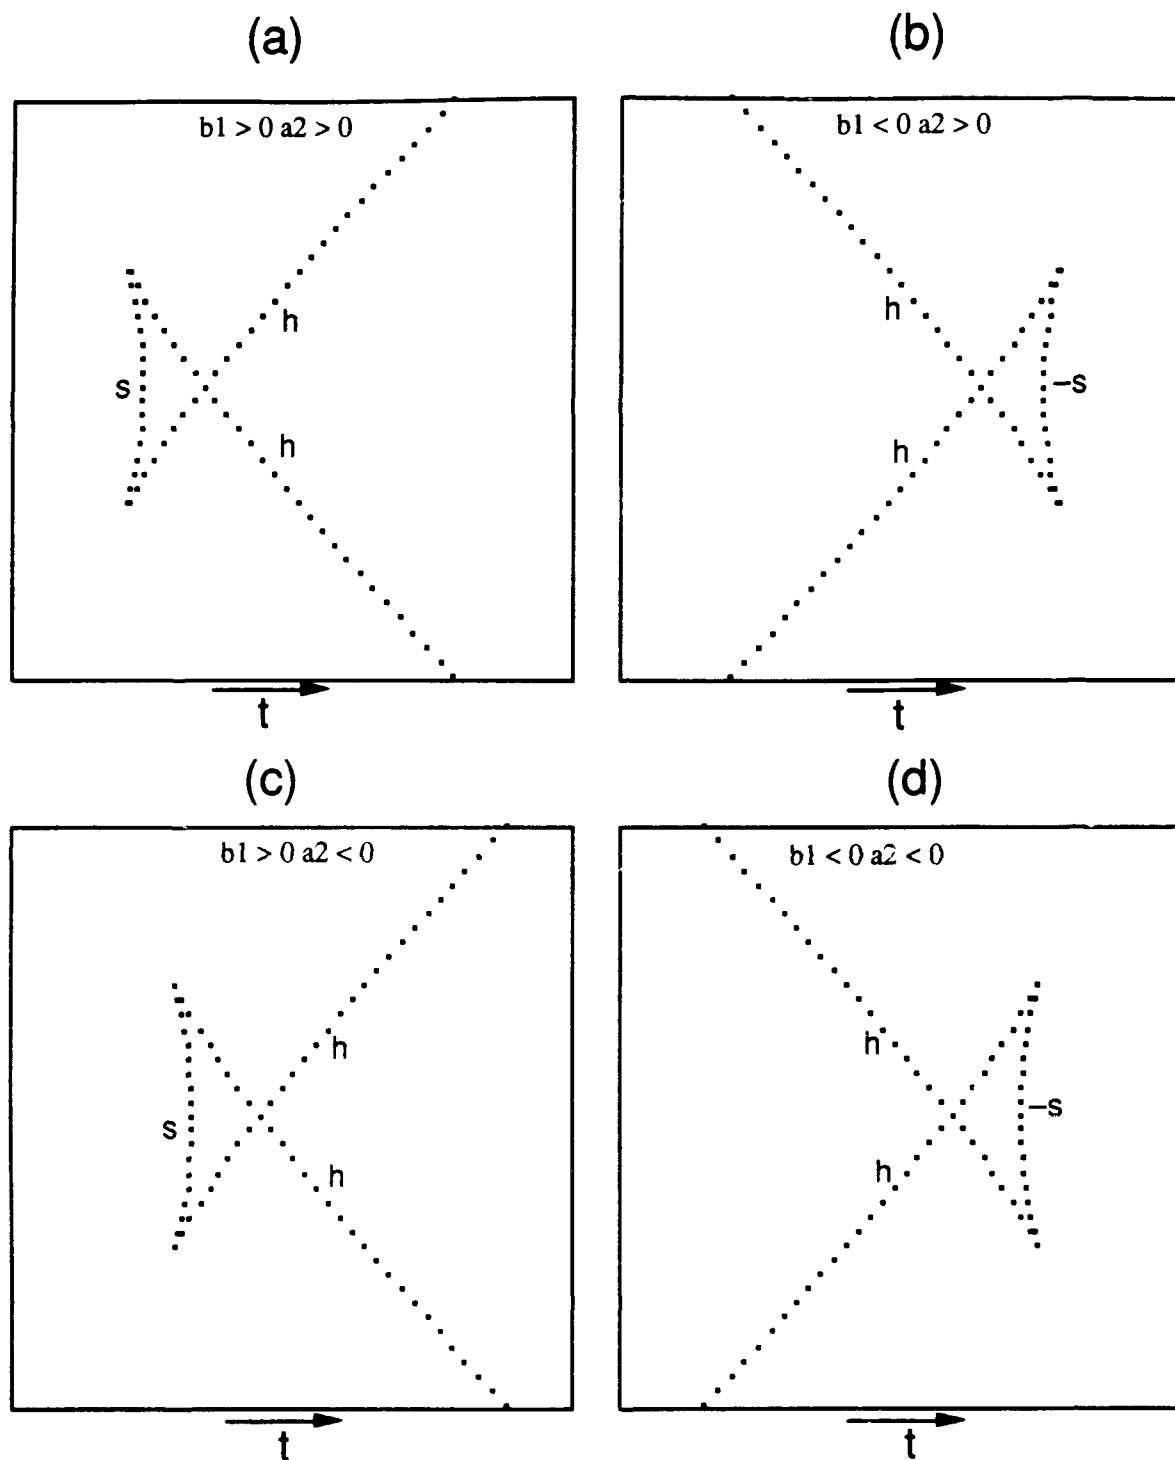 (a)
b1 > 0 a2 > 0
h
s
h
t
(b)
b1 < 0 a2 > 0
h
–s
h
t
(c)
b1 > 0 a2 < 0
h
s
h
t
(d)
b1 < 0 a2 < 0
h
–s
h
t